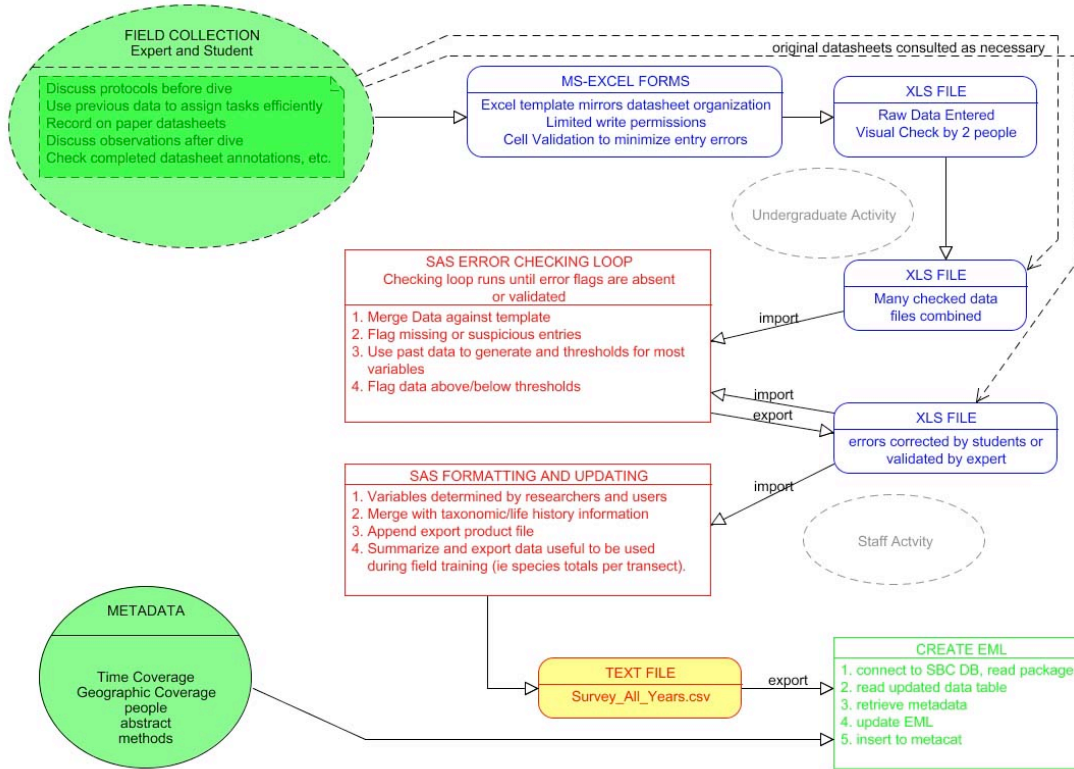 FIELD COLLECTION
Expert and Student
Discuss protocols before dive
Use previous data to assign tasks efficiently
Record on paper datasheets
Discuss observations after dive
Check completed datasheet annotations, etc.
original datasheets consulted as necessary
MS-EXCEL FORMS
Excel template mirrors datasheet organization
Limited write permissions
Cell Validation to minimize entry errors
XLS FILE
Raw Data Entered
Visual Check by 2 people
Undergraduate Activity
XLS FILE
Many checked data
files combined
import
SAS ERROR CHECKING LOOP
Checking loop runs until error flags are absent
or validated
1. Merge Data against template
2. Flag missing or suspicious entries
3. Use past data to generate and thresholds for most
variables
4. Flag data above/below thresholds
import
export
XLS FILE
errors corrected by students or
validated by expert
import
SAS FORMATTING AND UPDATING
1. Variables determined by researchers and users
2. Merge with taxonomic/life history information
3. Append export product file
4. Summarize and export data useful to be used
during field training (ie species totals per transect).
Staff Actvity
METADATA
Time Coverage
Geographic Coverage
people
abstract
methods
TEXT FILE
Survey_All_Years.csv
export
CREATE EML
1. connect to SBC DB, read package
2. read updated data table
3. retrieve metadata
4. update EML
5. insert to metacat